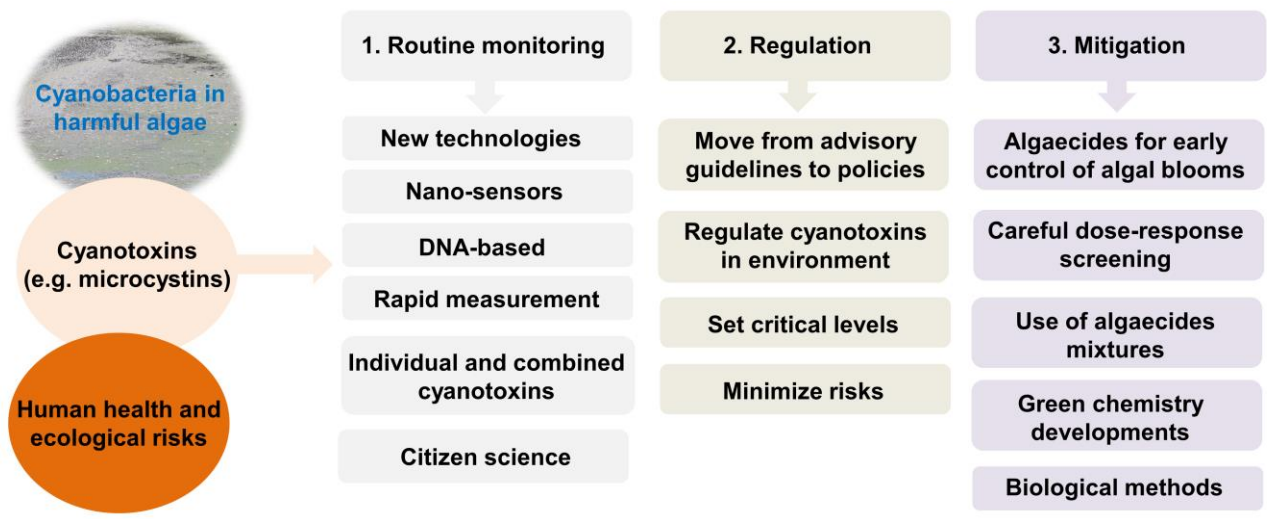 Cyanobacteria in
harmful algae
Cyanotoxins
(e.g. microcystins)
Human health and
ecological risks
1. Routine monitoring
New technologies
Nano-sensors
DNA-based
Rapid measurement
Individual and combined
cyanotoxins
Citizen science
2. Regulation
Move from advisory
guidelines to policies
Regulate cyanotoxins
in environment
Set critical levels
Minimize risks
3. Mitigation
Algaecides for early
control of algal blooms
Careful dose-response
screening
Use of algaecides
mixtures
Green chemistry
developments
Biological methods